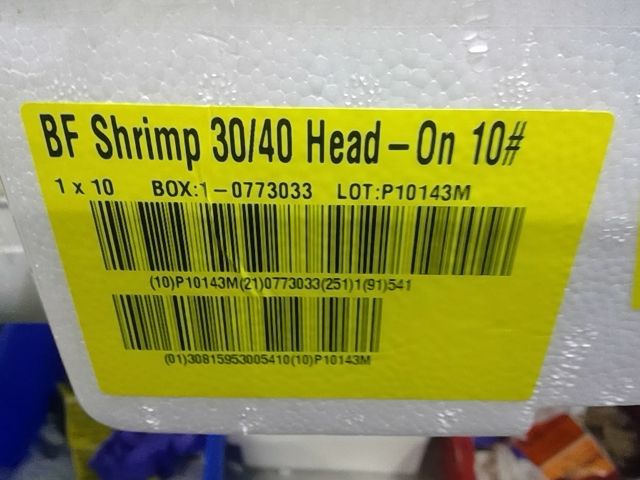 BF Shrimp 30/40 Head-On 10#
1 x 10 BOX:1-0773033 LOT:P10143M
(10)P10143M(21)0773033(251)1(91)541
(01)30815953005410(10)P10143M